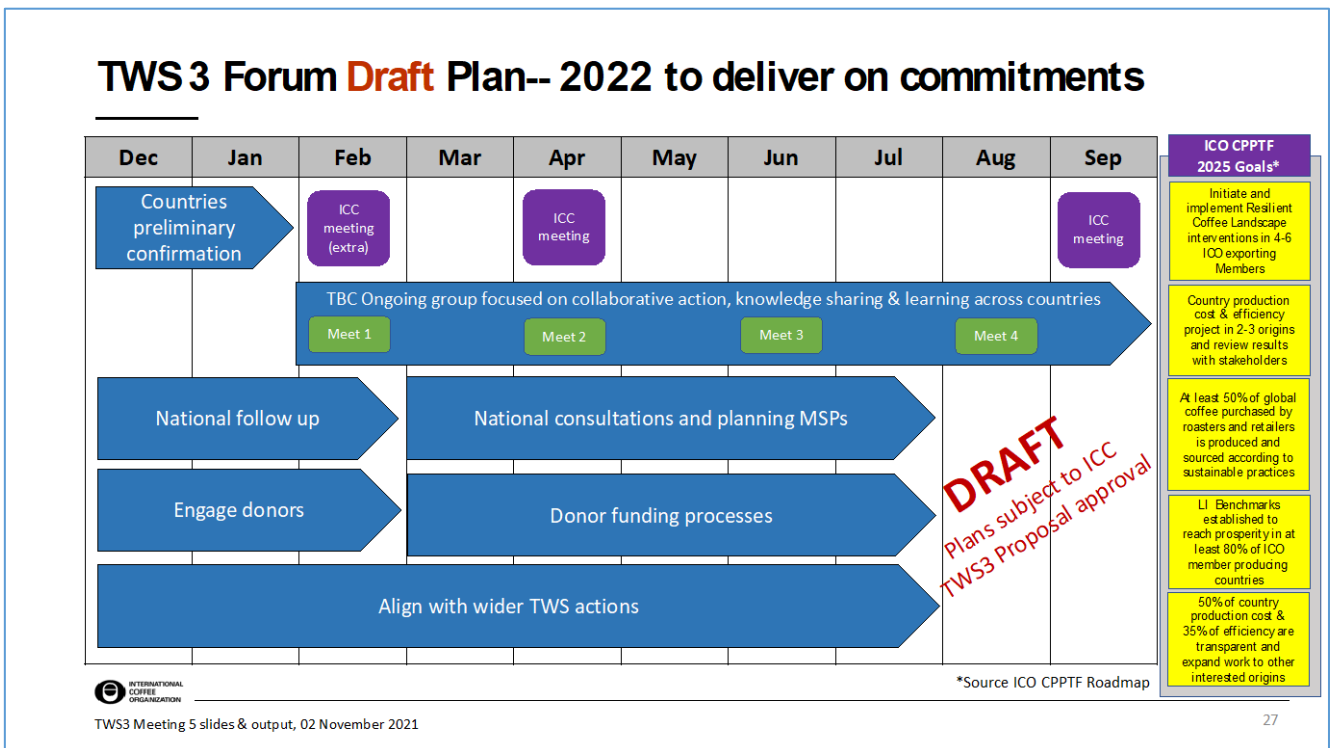 TWS 3 Forum Draft Plan-- 2022 to deliver on commitments
Dec Jan Feb Mar Apr May Jun Jul Aug Sep
ICO CPPTF
2025 Goals*
Countries
preliminary
confirmation
ICC
meeting
(extra)
ICC
meeting
ICC
meeting
Initiate and
implement Resilient
Coffee Landscape
interventions in 4-6
ICO exporting
Members
TBC Ongoing group focused on collaborative action, knowledge sharing & learning across countries
Meet 1
Meet 2
Meet 3
Meet 4
Country production
cost & efficiency
project in 2-3 origins
and review results
with stakeholders
National follow up
National consultations and planning MSPs
At least 50% of global
coffee purchased by
roasters and retailers
is produced and
sourced according to
sustainable practices
Engage donors
Donor funding processes
DRAFT
Plans subject to ICC
TWS3 Proposal approval
LI Benchmarks
established to
reach prosperity in at
least 80% of ICO
member producing
countries
Align with wider TWS actions
50% of country
production cost &
35% of efficiency are
transparent and
expand work to other
interested origins
INTERNATIONAL
COFFEE
ORGANIZATION
*Source ICO CPPTF Roadmap
TWS3 Meeting 5 slides & output, 02 November 2021
27